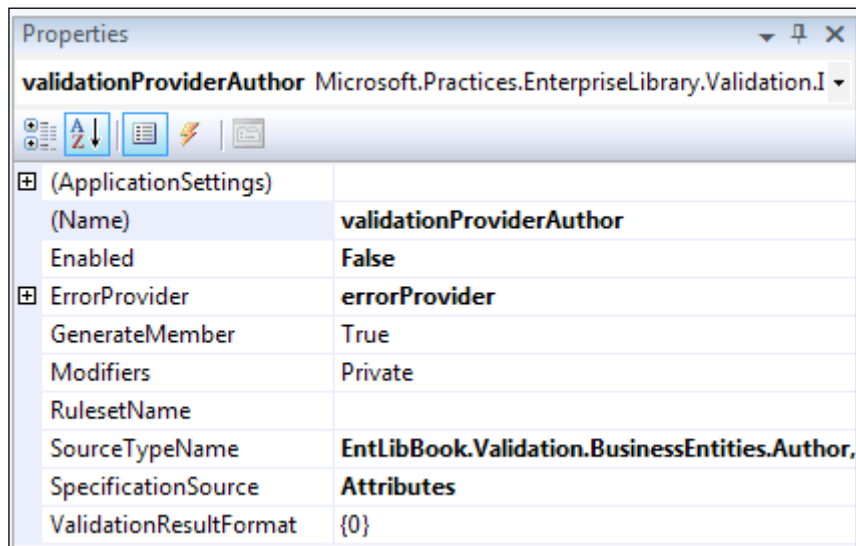 Properties
validationProviderAuthor Microsoft.Practices.EnterpriseLibrary.Validation.I
(ApplicationSettings)
(Name) validationProviderAuthor
Enabled False
ErrorProvider errorProvider
GenerateMember True
Modifiers Private
RulesetName
SourceTypeName EntLibBook.Validation.BusinessEntities.Author,
SpecificationSource Attributes
ValidationResultFormat {0}